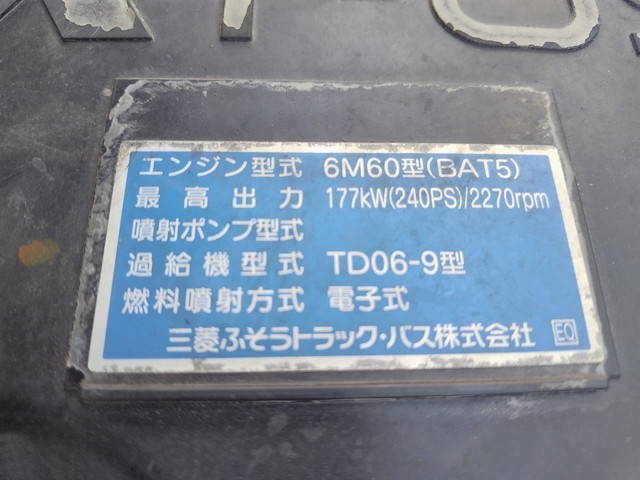 エンジン型式 6M60型(BAT5)
最高出力 177kW(240PS)/2270rpm
噴射ポンプ型式
過給機型式 TD06-9型
燃料噴射方式 電子式
三菱ふそうトラック・バス株式会社 EO